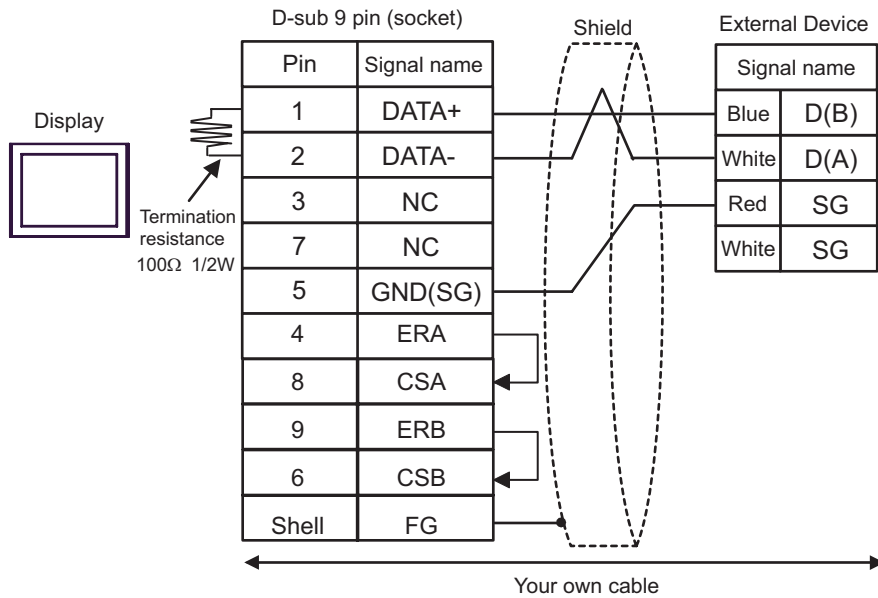 D-sub 9 pin (socket)
Shield
External Device
Pin Signal name
Signal name
Display
1 DATA+
Blue D(B)
2 DATA-
White D(A)
3 NC
Red SG
Termination
resistance
100Ω 1/2W
7 NC
White SG
5 GND(SG)
4 ERA
8 CSA
9 ERB
6 CSB
Shell FG
Your own cable